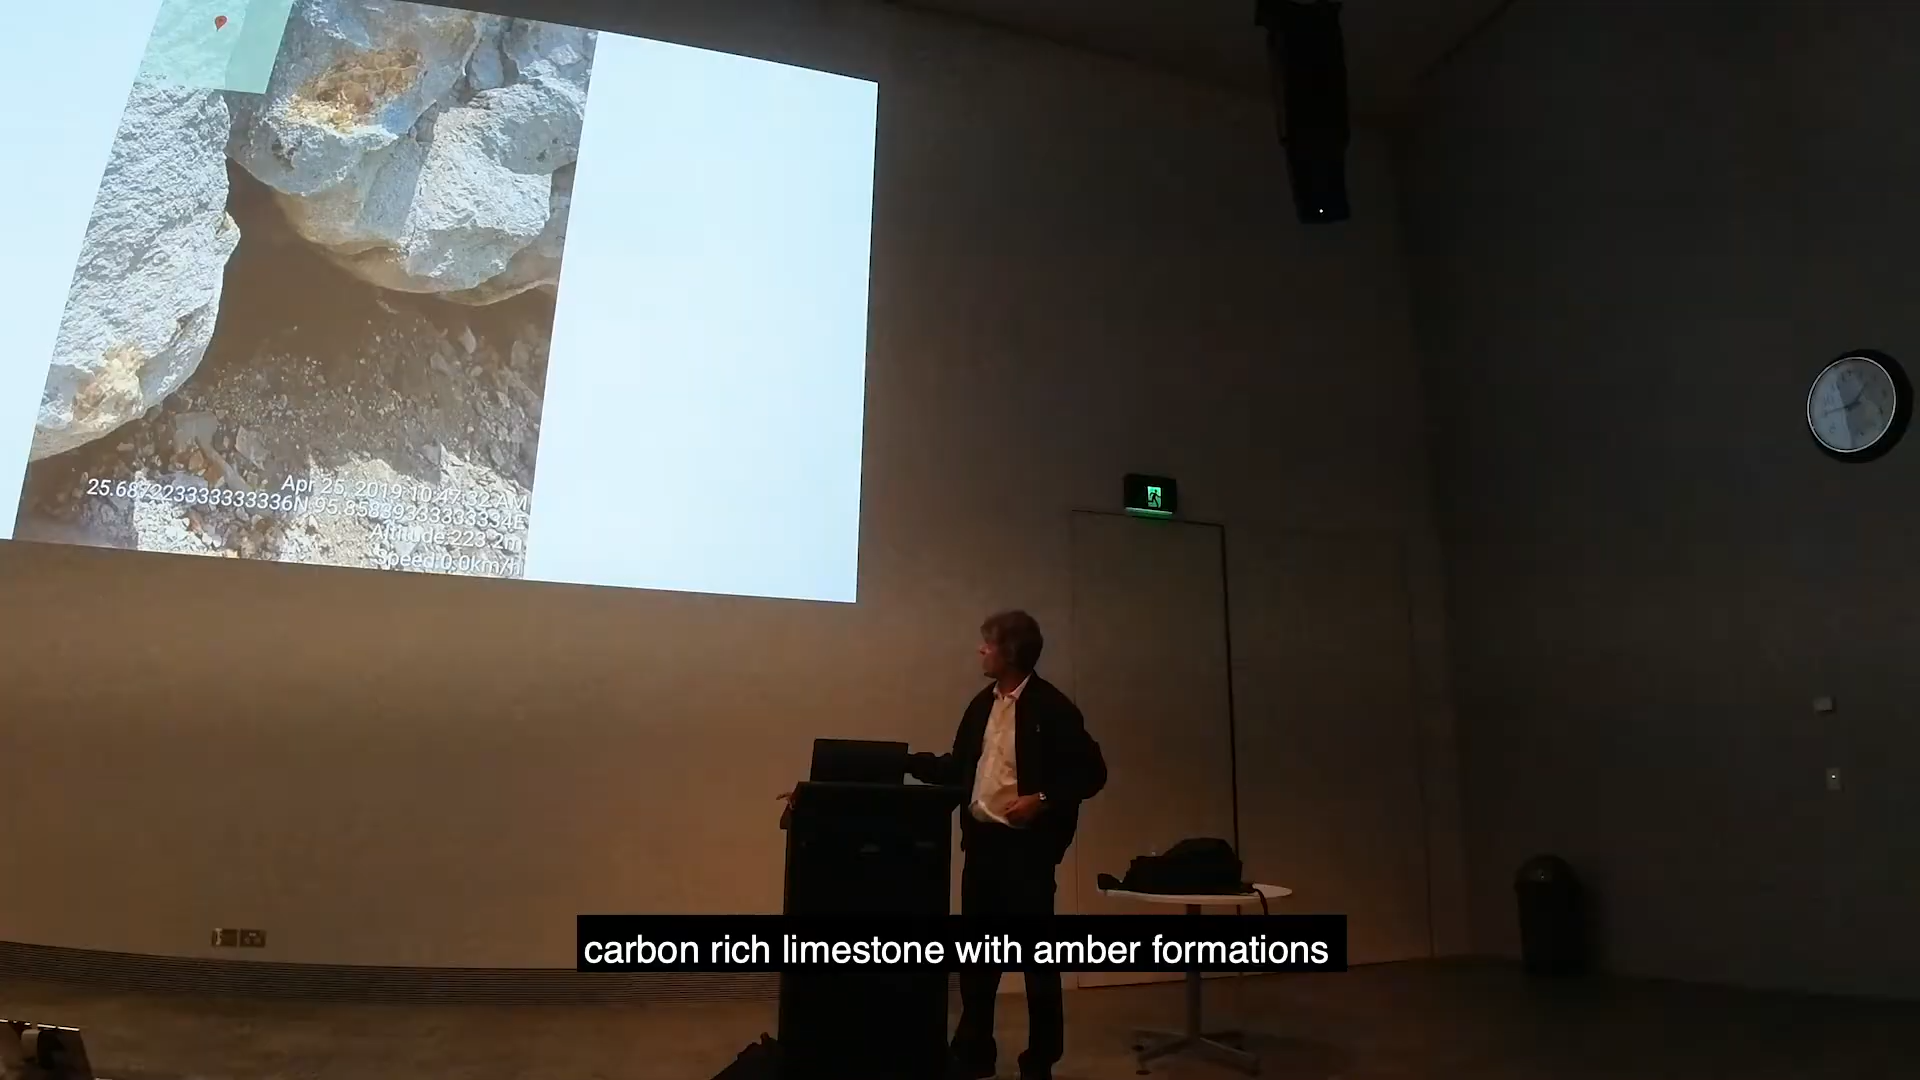 Apr 25, 2019 10:47:32 AM
25.687223333333336N 95.85839333333334E
Altitude:223.2m
Speed:0.0km/h
carbon rich limestone with amber formations